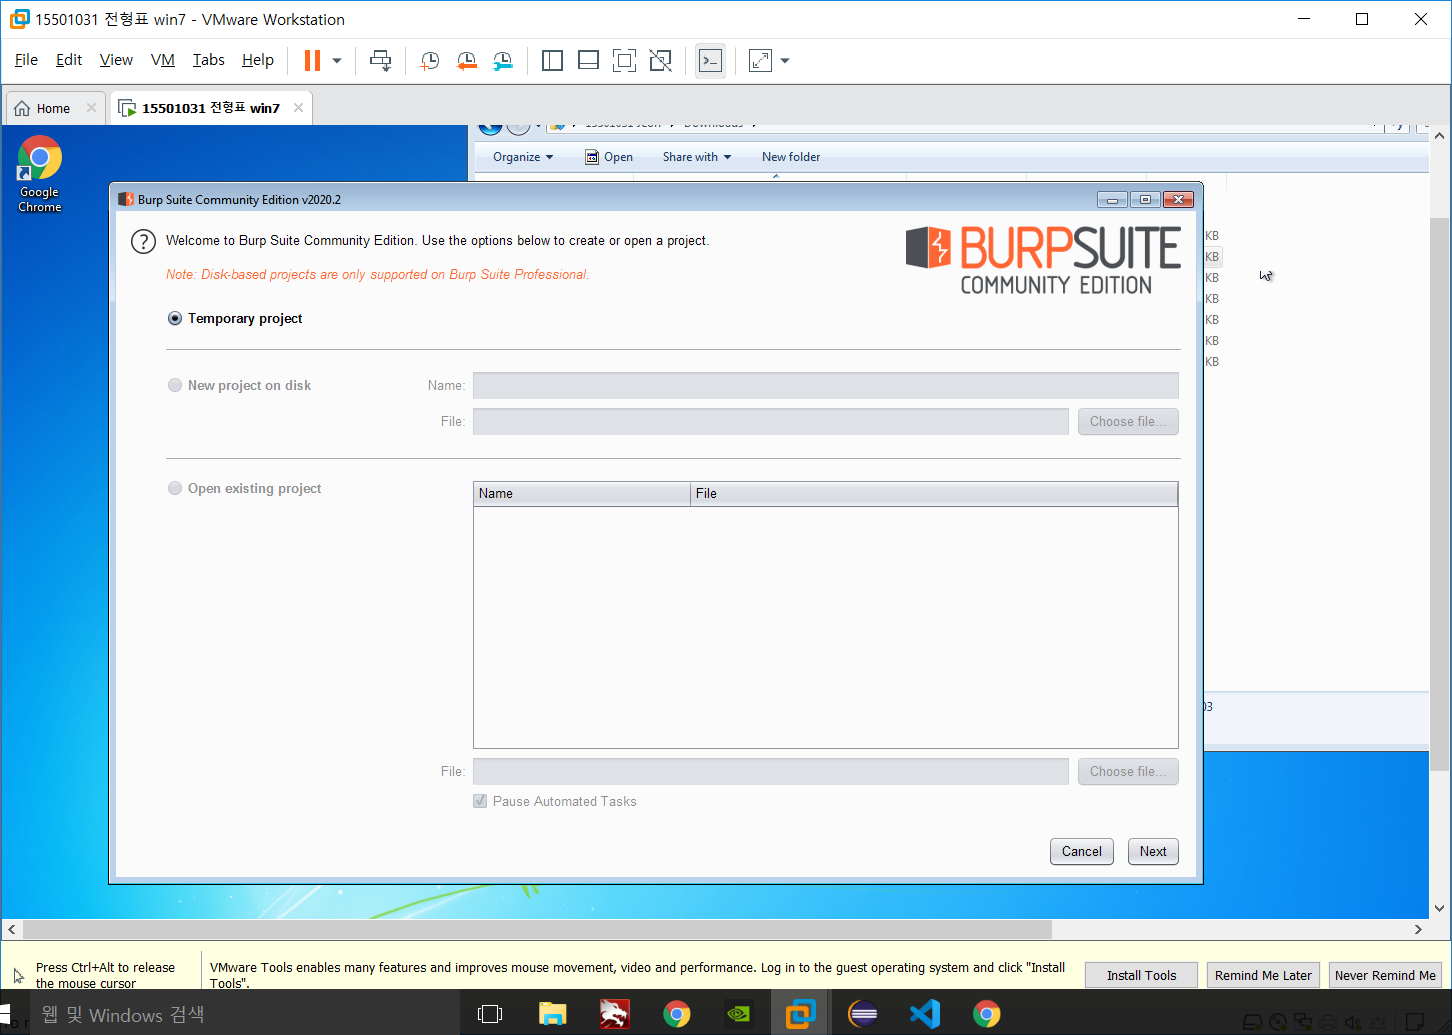 15501031 전형표 win7 - VMware Workstation
File Edit View VM Tabs Help
Home 15501031 전형표 win7
Organize Open Share with New folder
Google
Chrome
Burp Suite Community Edition v2020.2
Welcome to Burp Suite Community Edition. Use the options below to create or open a project.
Note: Disk-based projects are only supported on Burp Suite Professional.
BURPSUITE
COMMUNITY EDITION
KB
KB
KB
KB
KB
KB
KB
Temporary project
New project on disk Name:
File: Choose file...
Open existing project Name File
03
File: Choose file...
Pause Automated Tasks
Cancel Next
Press Ctrl+Alt to release
the mouse cursor
VMware Tools enables many features and improves mouse movement, video and performance. Log in to the guest operating system and click "Install
Tools".
Install Tools Remind Me Later Never Remind Me
웹 및 Windows 검색